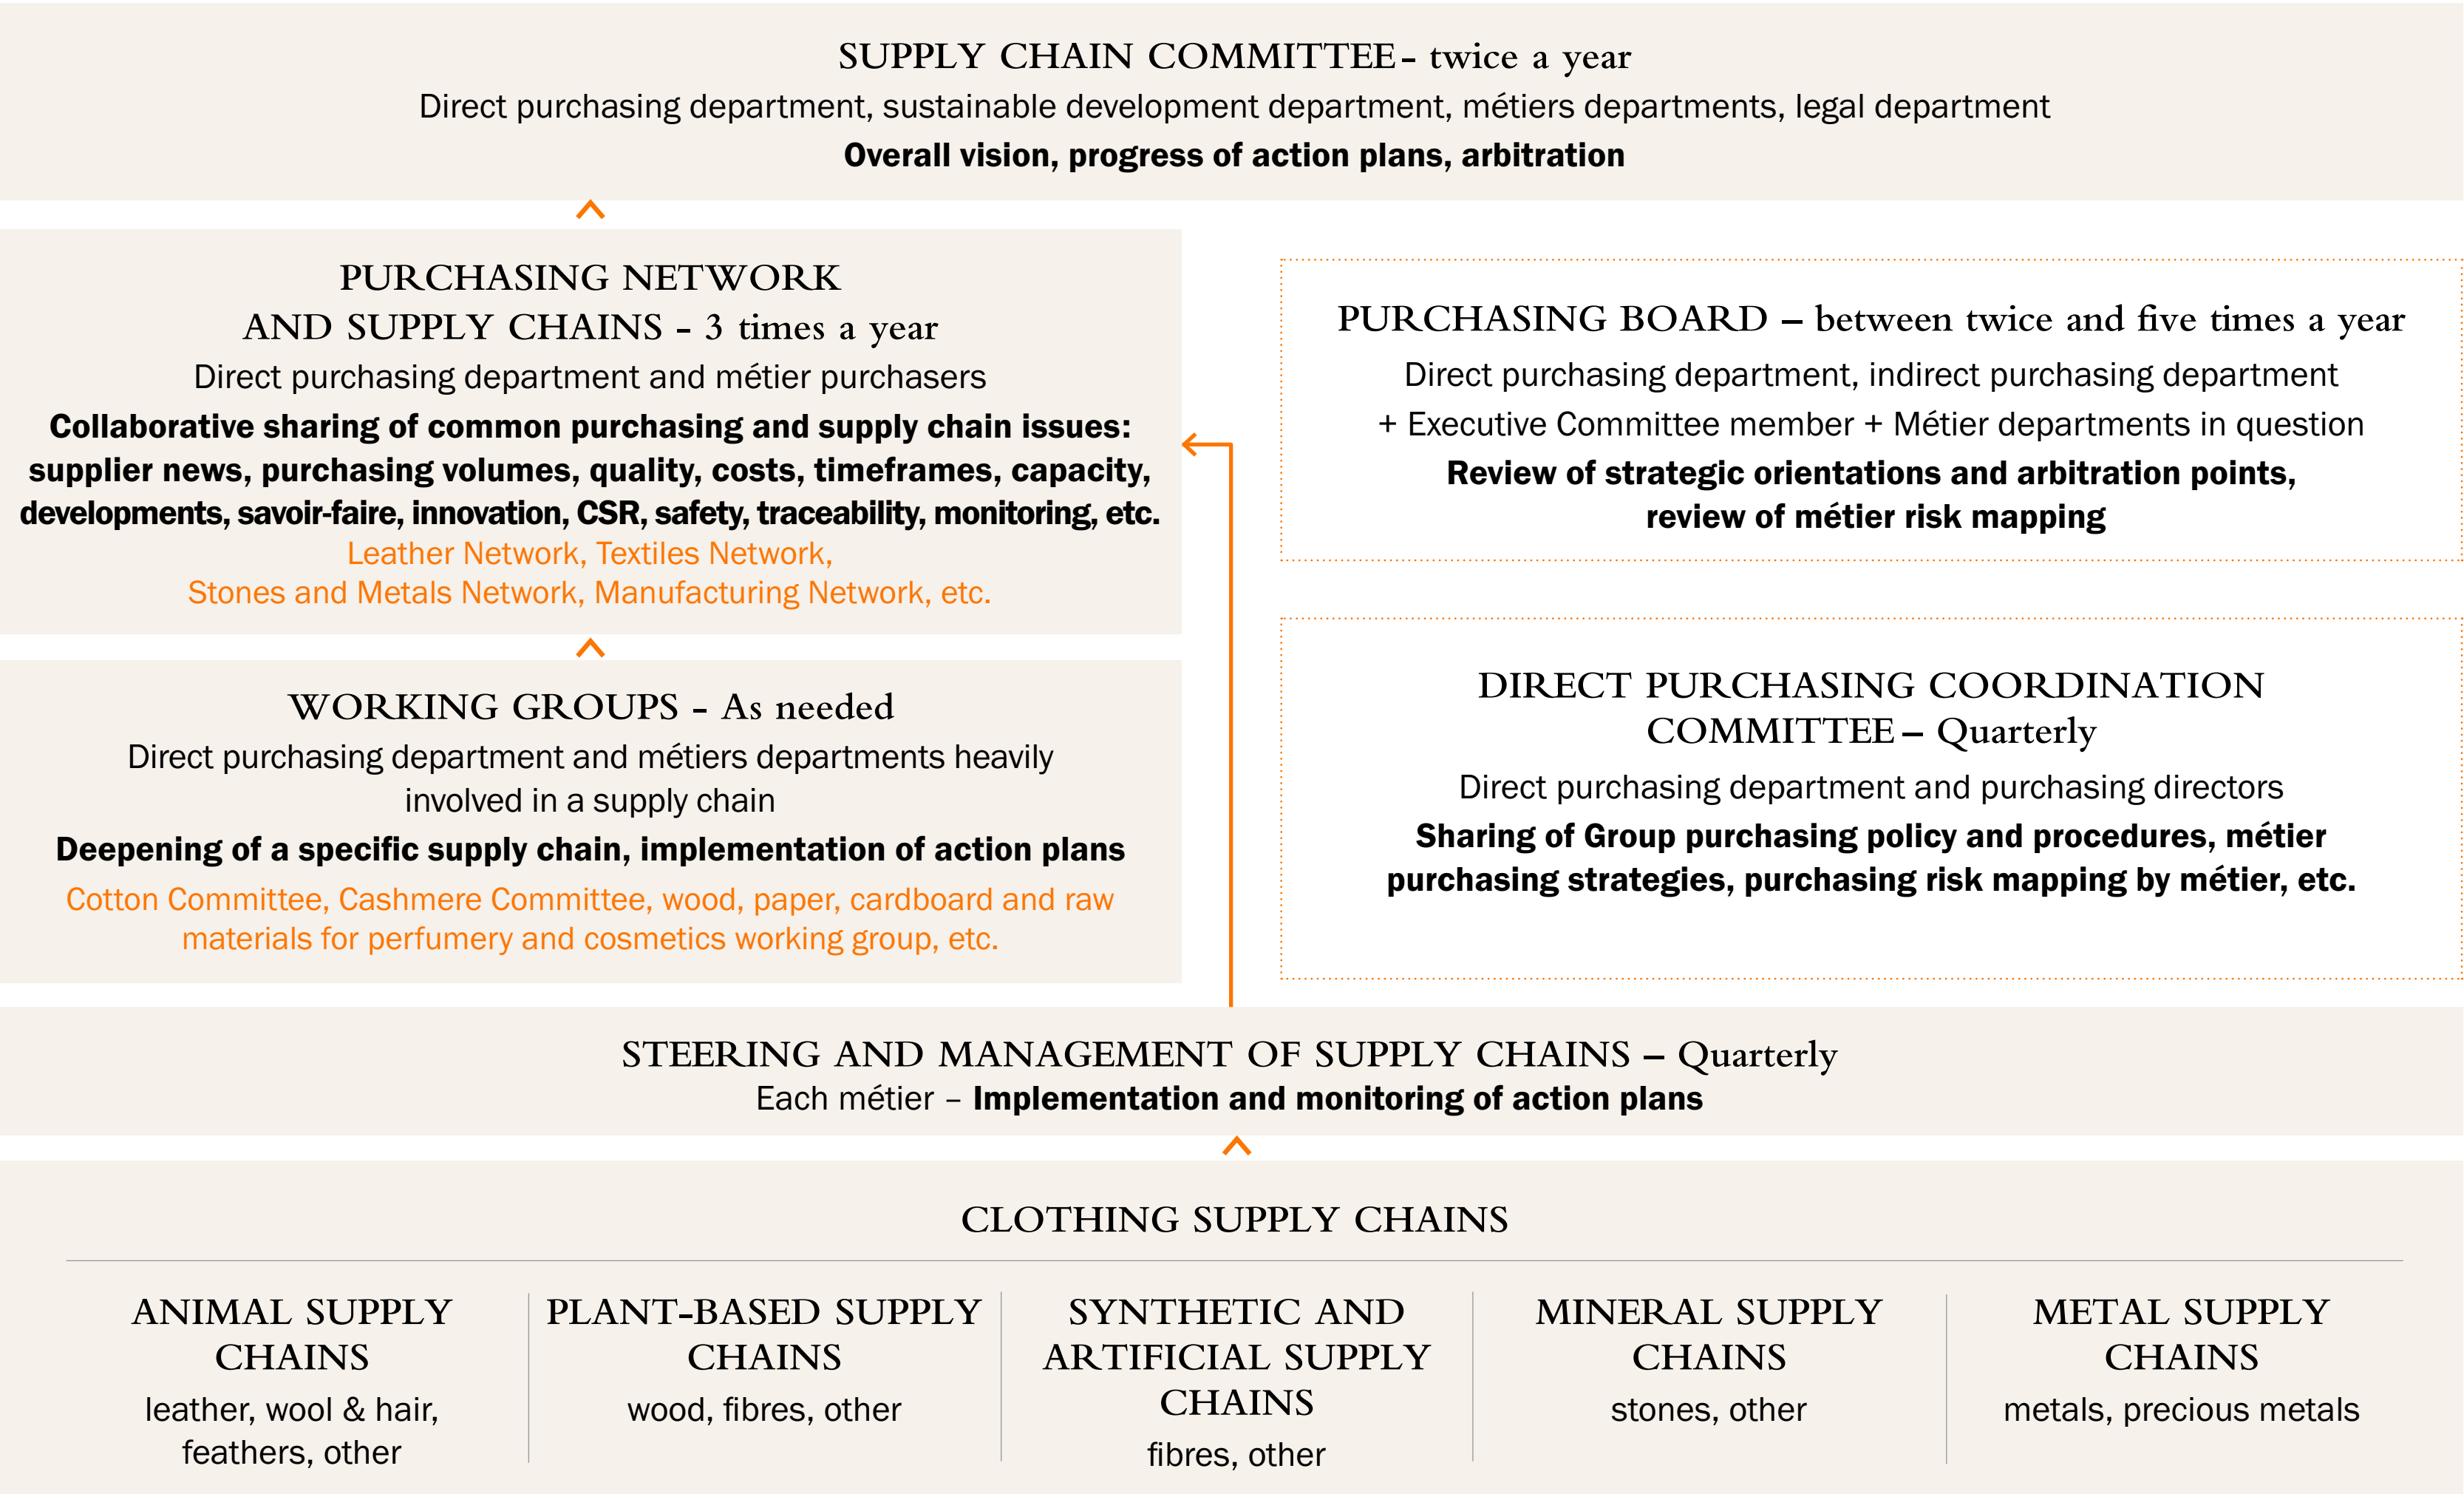 SUPPLY CHAIN COMMITTEE - twice a year
Direct purchasing department, sustainable development department, métiers departments, legal department
Overall vision, progress of action plans, arbitration
PURCHASING NETWORK
AND SUPPLY CHAINS - 3 times a year
Direct purchasing department and métier purchasers
Collaborative sharing of common purchasing and supply chain issues:
supplier news, purchasing volumes, quality, costs, timeframes, capacity,
developments, savoir-faire, innovation, CSR, safety, traceability, monitoring, etc.
Leather Network, Textiles Network,
Stones and Metals Network, Manufacturing Network, etc.
PURCHASING BOARD – between twice and five times a year
Direct purchasing department, indirect purchasing department
+ Executive Committee member + Métier departments in question
Review of strategic orientations and arbitration points,
review of métier risk mapping
WORKING GROUPS - As needed
Direct purchasing department and métiers departments heavily
involved in a supply chain
Deepening of a specific supply chain, implementation of action plans
Cotton Committee, Cashmere Committee, wood, paper, cardboard and raw
materials for perfumery and cosmetics working group, etc.
DIRECT PURCHASING COORDINATION
COMMITTEE – Quarterly
Direct purchasing department and purchasing directors
Sharing of Group purchasing policy and procedures, métier
purchasing strategies, purchasing risk mapping by métier, etc.
STEERING AND MANAGEMENT OF SUPPLY CHAINS – Quarterly
Each métier – Implementation and monitoring of action plans
CLOTHING SUPPLY CHAINS
ANIMAL SUPPLY
CHAINS
leather, wool & hair,
feathers, other
PLANT-BASED SUPPLY
CHAINS
wood, fibres, other
SYNTHETIC AND
ARTIFICIAL SUPPLY
CHAINS
fibres, other
MINERAL SUPPLY
CHAINS
stones, other
METAL SUPPLY
CHAINS
metals, precious metals